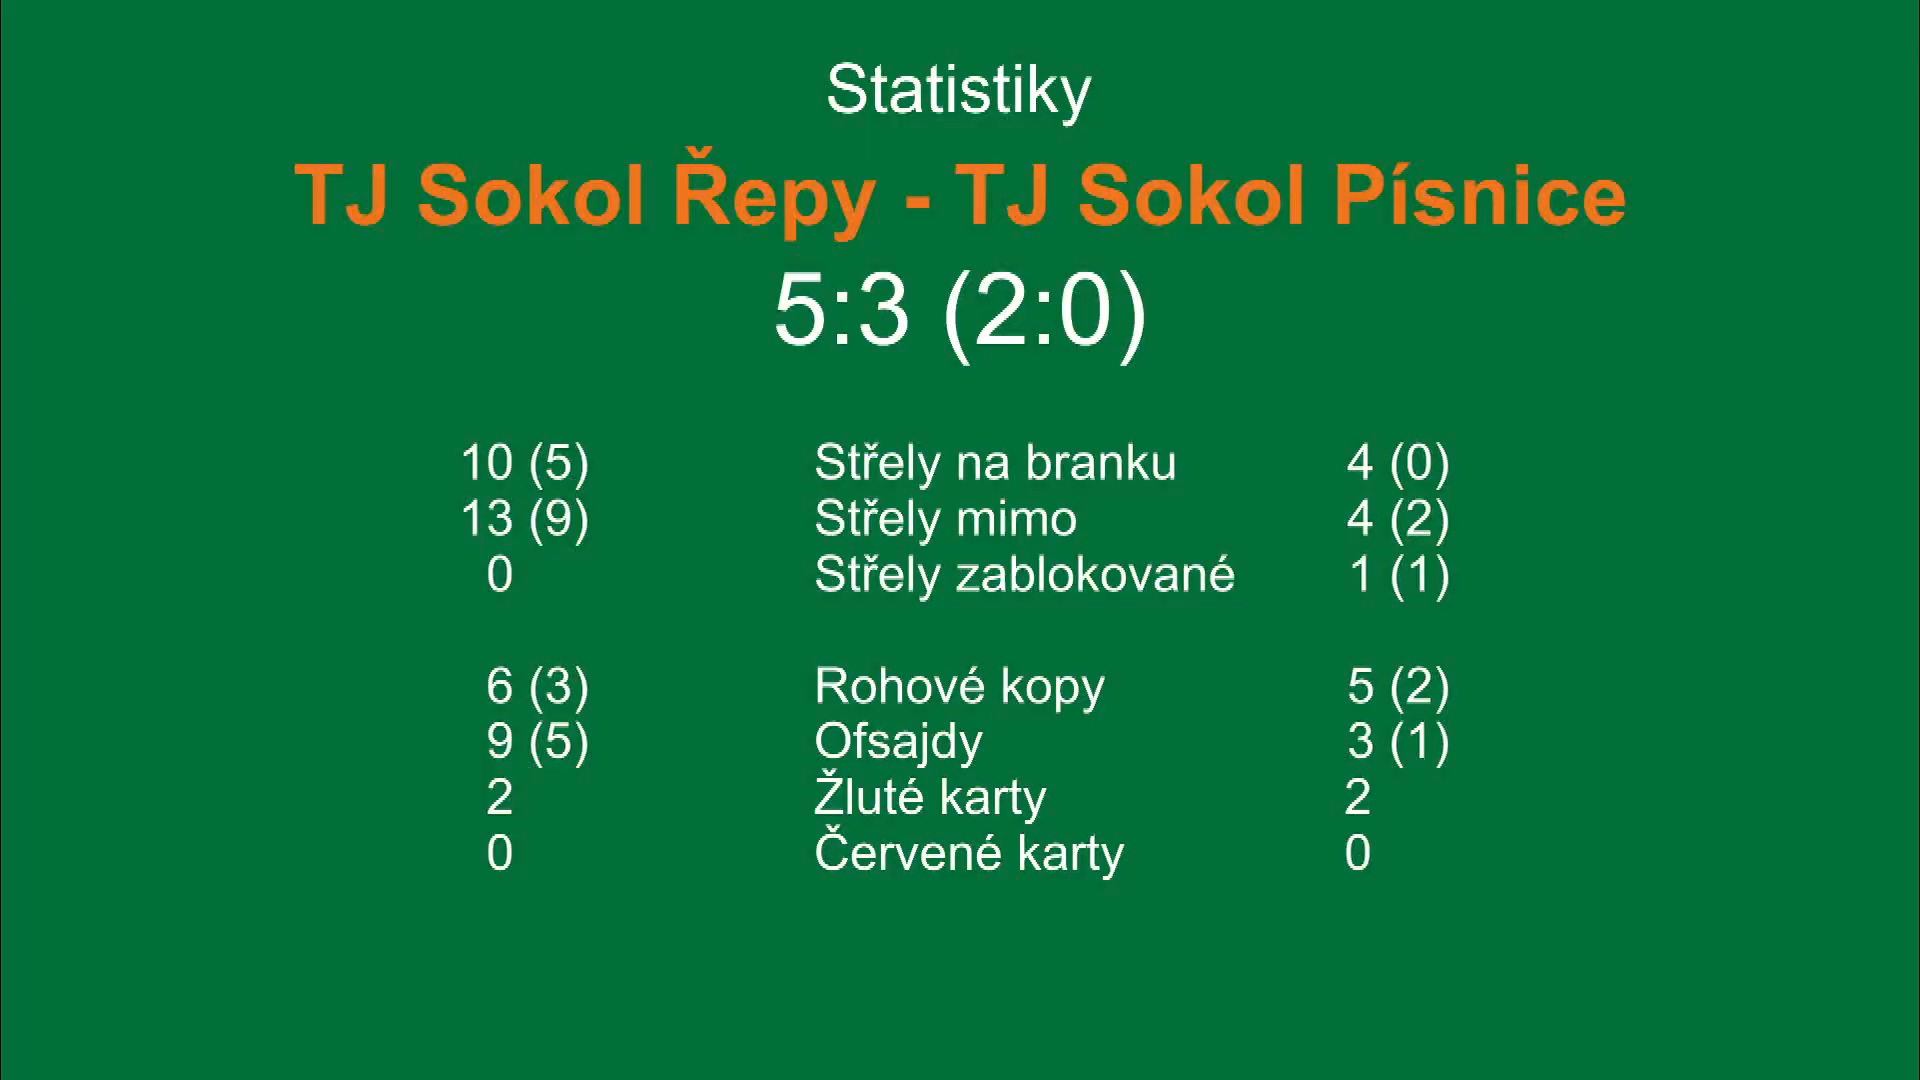 Statistiky
TJ Sokol Řepy - TJ Sokol Písnice
5:3 (2:0)
10 (5) Střely na branku 4 (0)
13 (9) Střely mimo 4 (2)
0 Střely zablokované 1 (1)
6 (3) Rohové kopy 5 (2)
9 (5) Ofsajdy 3 (1)
2 Žluté karty 2
0 Červené karty 0